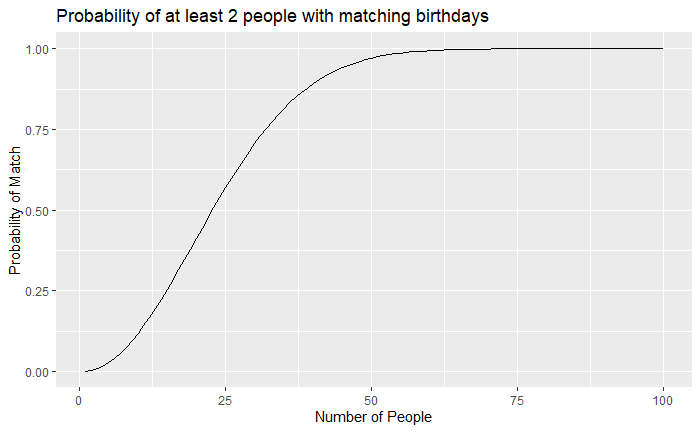 Probability of at least 2 people with matching birthdays
1.00
0.75
0.50
0.25
0.00
Probability of Match
0 25 50 75 100
Number of People